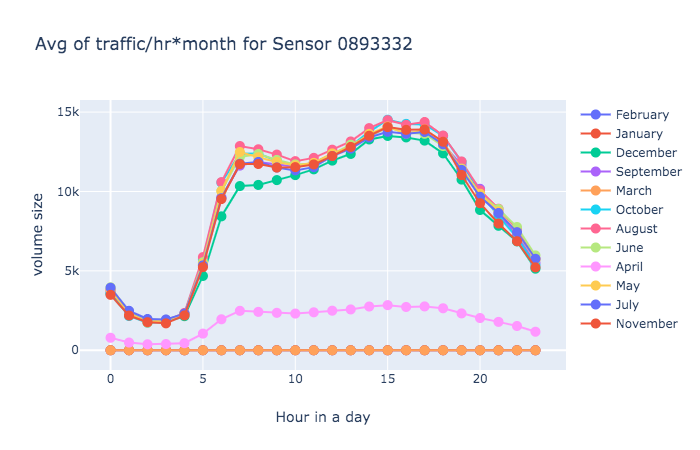 Avg of traffic/hr*month for Sensor 0893332
15k
10k
5k
0
volume size
0
5
10
15
20
Hour in a day
February
January
December
September
March
October
August
June
April
May
July
November